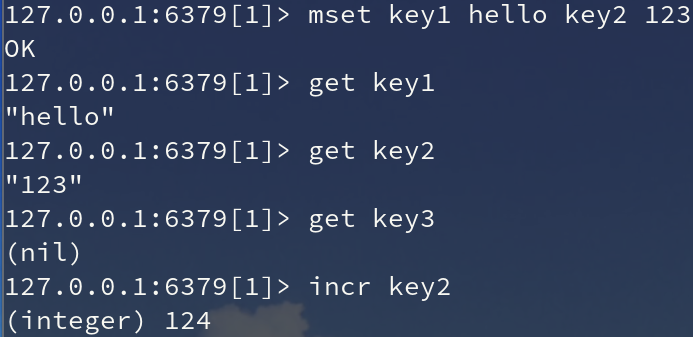 127.0.0.1:6379[1]> mset key1 hello key2 123
OK
127.0.0.1:6379[1]> get key1
"hello"
127.0.0.1:6379[1]> get key2
"123"
127.0.0.1:6379[1]> get key3
(nil)
127.0.0.1:6379[1]> incr key2
(integer) 124